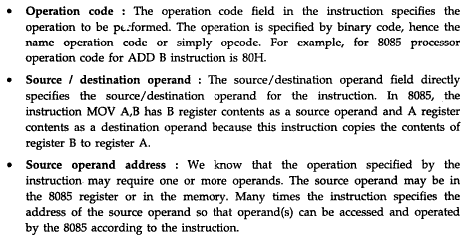 • Operation code : The operation code field in the instruction specifies the
operation to be performed. The operation is specified by binary code, hence the
name operation code or simply opcode. For example, for 8085 processor
operation code for ADD B instruction is 80H.
• Source / destination operand : The source/destination operand field directly
specifies the source/destination operand for the instruction. In 8085, the
instruction MOV A,B has B register contents as a source operand and A register
contents as a destination operand because this instruction copies the contents of
register B to register A.
• Source operand address : We know that the operation specified by the
instruction may require one or more operands. The source operand may be in
the 8085 register or in the memory. Many times the instruction specifies the
address of the source operand so that operand(s) can be accessed and operated
by the 8085 according to the instruction.